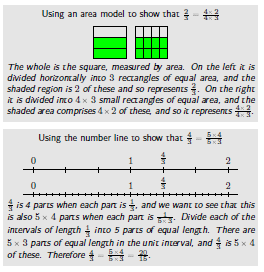 Using an area model to show that 2/3 = 4×2/4×3
The whole is the square, measured by area. On the left it is
divided horizontally into 3 rectangles of equal area, and the
shaded region is 2 of these and so represents 2/3. On the right
it is divided into 4 × 3 small rectangles of equal area, and the
shaded area comprises 4×2 of these, and so it represents 4×2/4×3.
Using the number line to show that 4/3 = 5×4/5×3
0 1 4/3 2
0 1 4/3 2
4/3 is 4 parts when each part is 1/3, and we want to see that this
is also 5 × 4 parts when each part is 1/5×3. Divide each of the
intervals of length 1/3 into 5 parts of equal length. There are
5 × 3 parts of equal length in the unit interval, and 4/3 is 5 × 4
of these. Therefore 4/3 = 5×4/5×3 = 20/15.